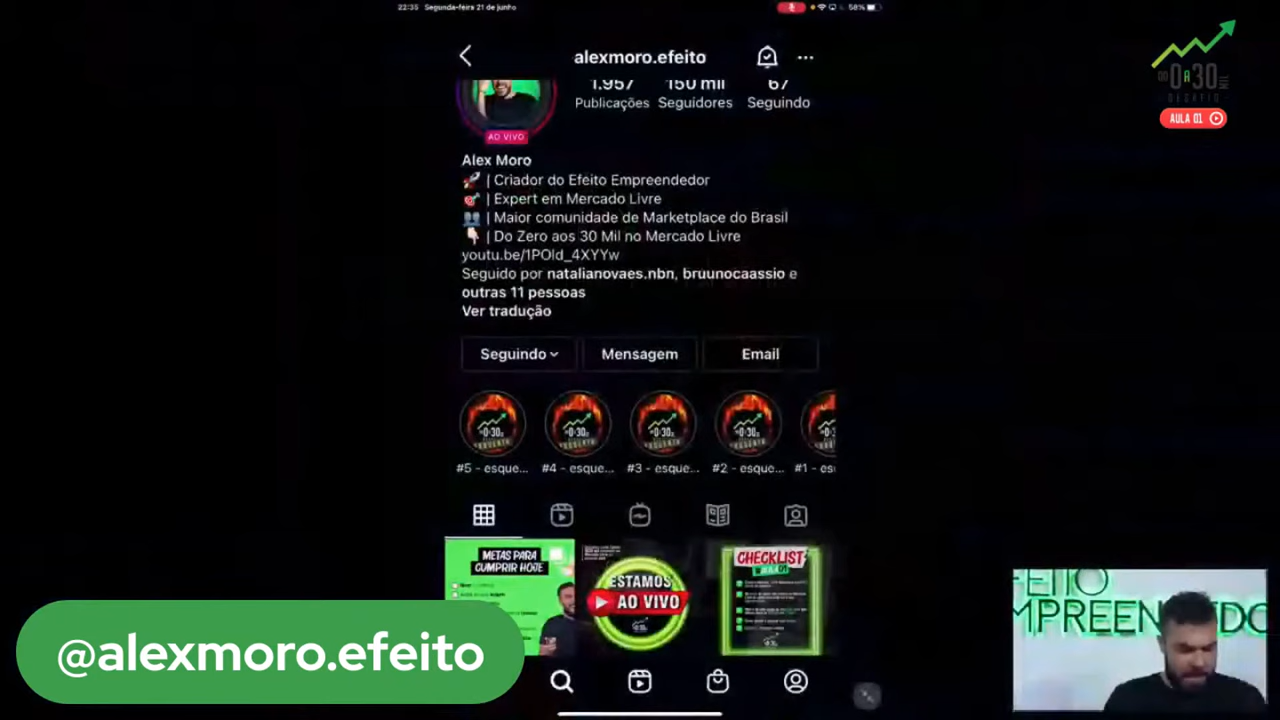 22:35 Segunda-feira 21 de junho
58%
alexmoro.efeito
1.957 150 mil 67
Publicações Seguidores Seguindo
AO VIVO
Alex Moro
| Criador do Efeito Empreendedor
| Expert em Mercado Livre
| Maior comunidade de Marketplace do Brasil
| Do Zero aos 30 Mil no Mercado Livre
youtu.be/1POld_4XYYw
Seguido por natalianovaes.nbn, bruunocaassio e
outras 11 pessoas
Ver tradução
Seguindo Mensagem Email
#5 - esque... #4 - esque... #3 - esque... #2 - esque... #1 - es
METAS PARA
CUMPRIR HOJE
ESTAMOS
AO VIVO
CHECKLIST
@alexmoro.efeito
DO 0 A 30 MIL
DESAFIO
AULA 01
EFEITO
MPREENDEDO